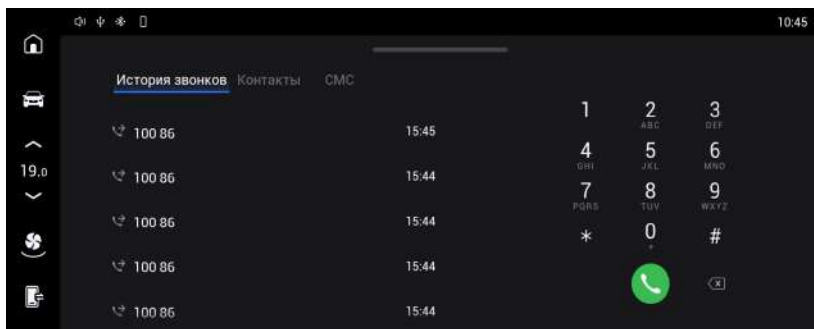 10:45
История звонков Контакты СМС
100 86 15:45
100 86 15:44
100 86 15:44
100 86 15:44
100 86 15:44
19.0
1 2 3
ABC DEF
4 5 6
GHI JKL MNO
7 8 9
PQRS TUV WXYZ
* 0 #
+